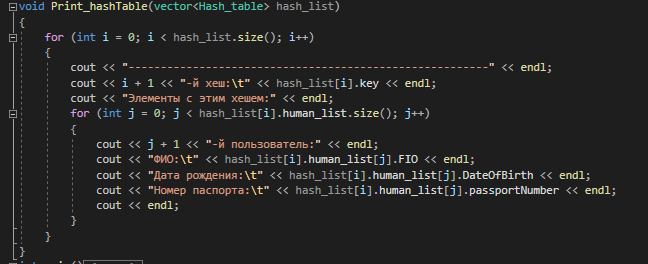 void Print_hashTable(vector<Hash_table> hash_list)
{
for (int i = 0; i < hash_list.size(); i++)
{
cout << "--------------------------------------------------------" << endl;
cout << i + 1 << "-й хеш:\t" << hash_list[i].key << endl;
cout << "Элементы с этим хешем:" << endl;
for (int j = 0; j < hash_list[i].human_list.size(); j++)
{
cout << j + 1 << "-й пользователь:" << endl;
cout << "ФИО:\t" << hash_list[i].human_list[j].FIO << endl;
cout << "Дата рождения:\t" << hash_list[i].human_list[j].DateOfBirth << endl;
cout << "Номер паспорта:\t" << hash_list[i].human_list[j].passportNumber << endl;
cout << endl;
}
}
}